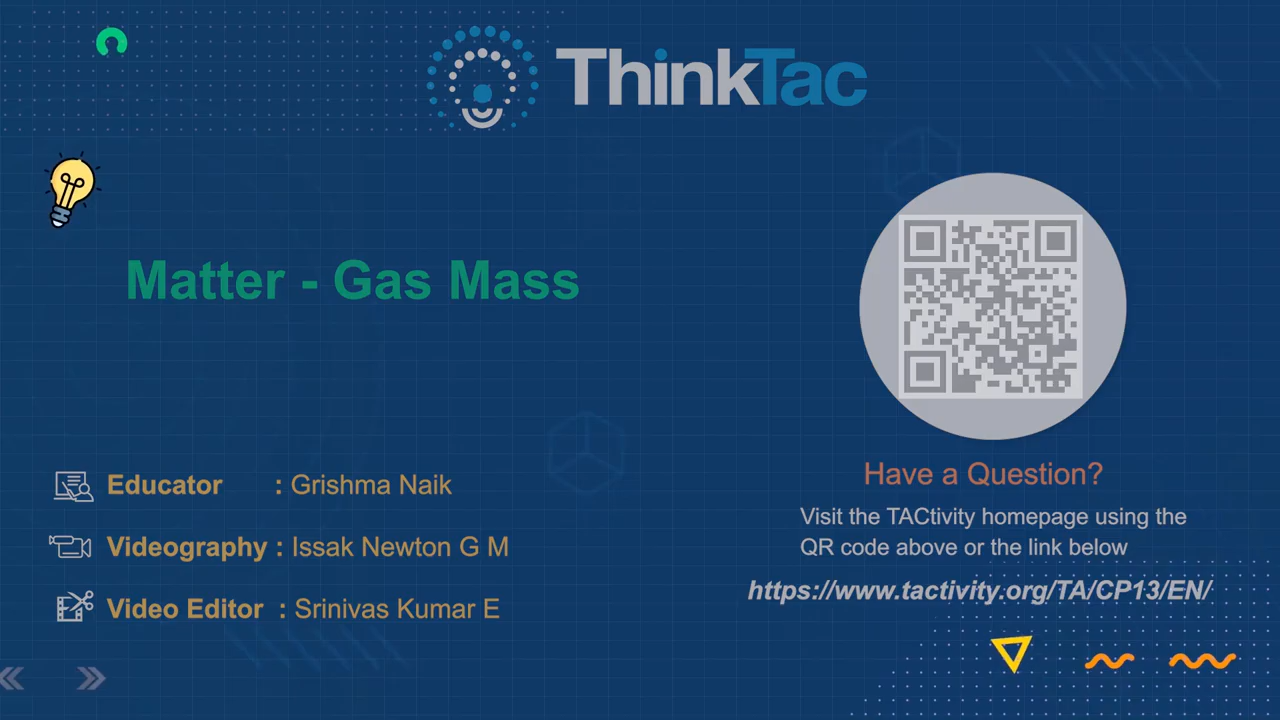 ThinkTac
Matter - Gas Mass
Educator : Grishma Naik
Videography : Issak Newton G M
Video Editor : Srinivas Kumar E
Have a Question?
Visit the TACtivity homepage using the
QR code above or the link below
https://www.tactivity.org/TA/CP13/EN/